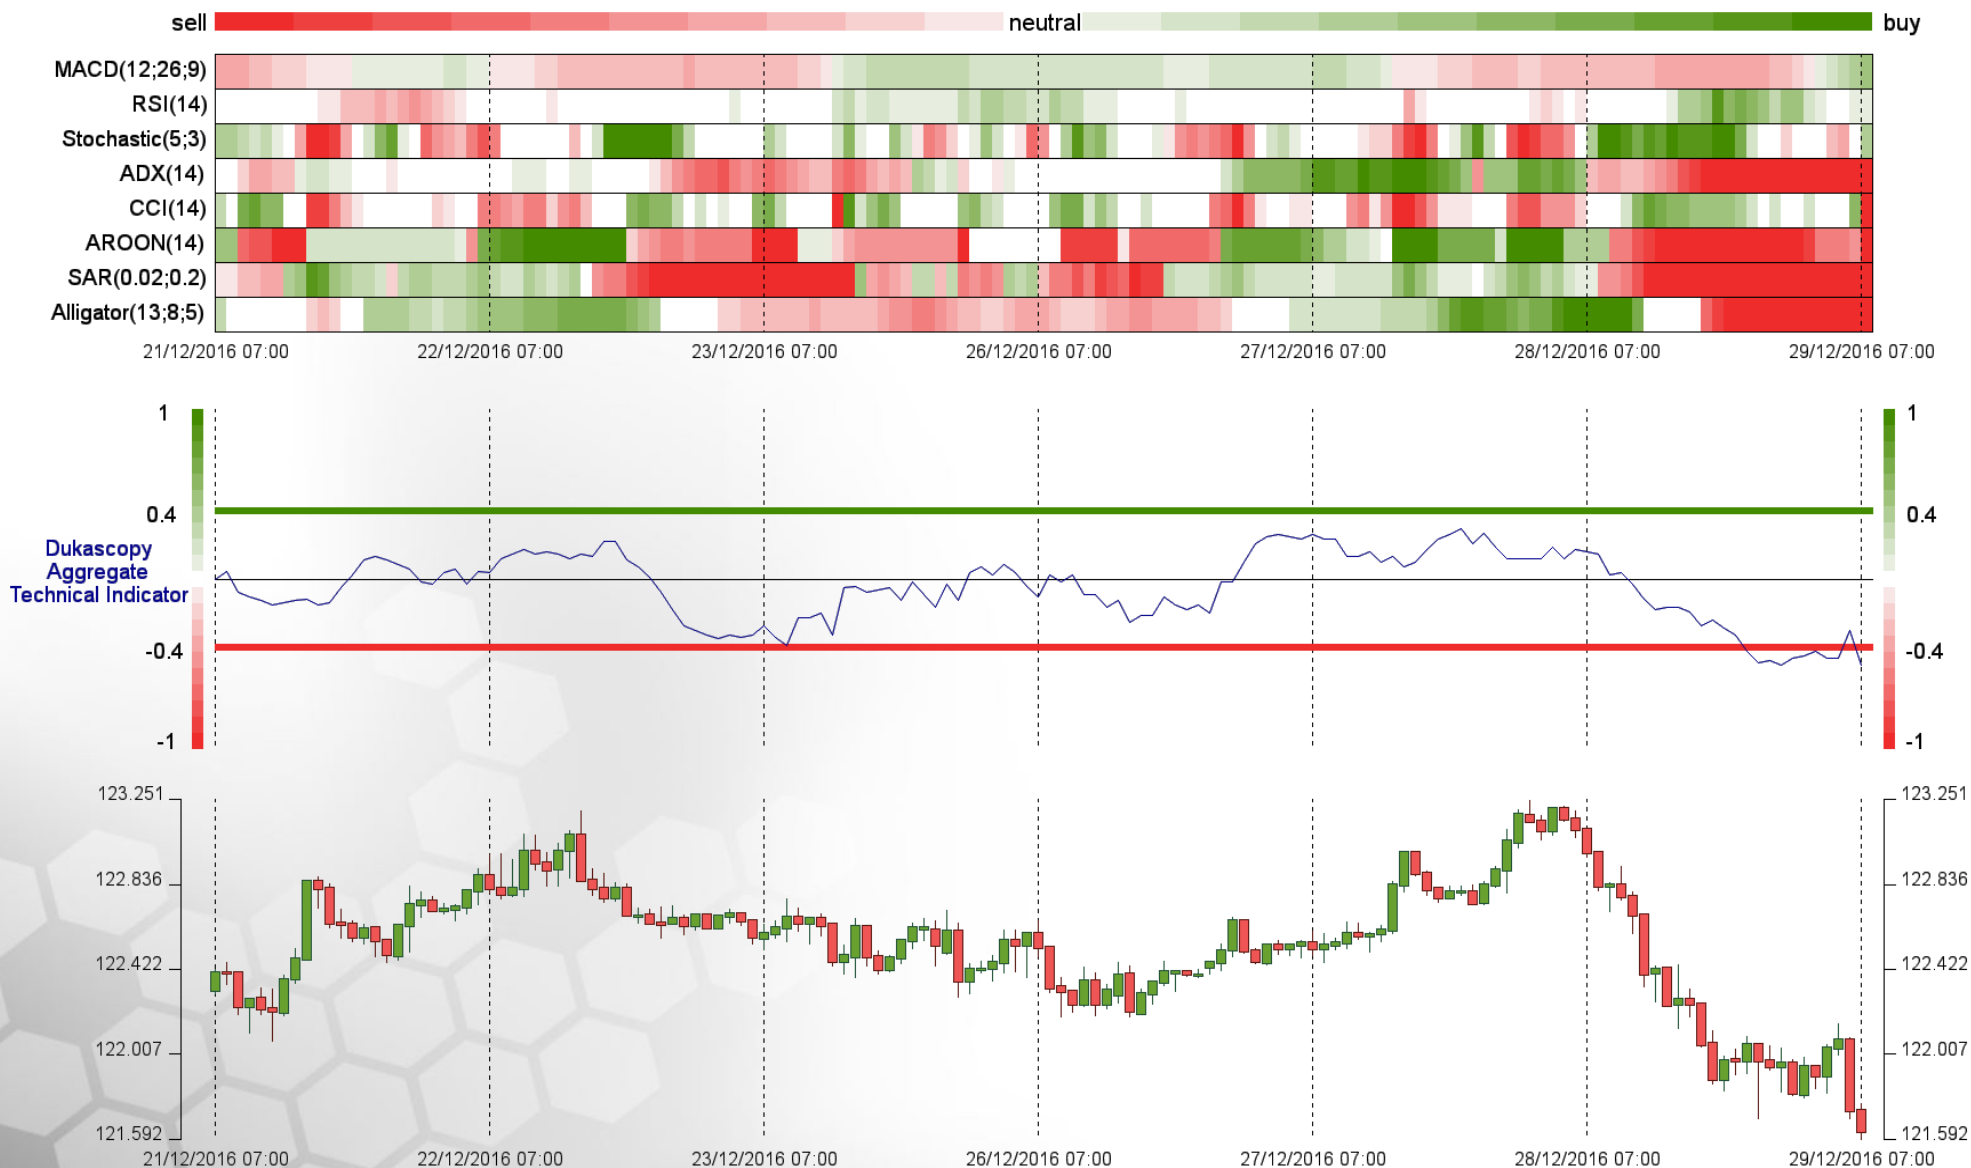 sell neutral buy
MACD(12;26;9)
RSI(14)
Stochastic(5;3)
ADX(14)
CCI(14)
AROON(14)
SAR(0.02;0.2)
Alligator(13;8;5)
21/12/2016 07:00 22/12/2016 07:00 23/12/2016 07:00 26/12/2016 07:00 27/12/2016 07:00 28/12/2016 07:00 29/12/2016 07:00
1 1
0.4 0.4
Dukascopy
Aggregate
Technical Indicator
-0.4 -0.4
-1 -1
123.251 123.251
122.836 122.836
122.422 122.422
122.007 122.007
121.592 121.592
21/12/2016 07:00 22/12/2016 07:00 23/12/2016 07:00 26/12/2016 07:00 27/12/2016 07:00 28/12/2016 07:00 29/12/2016 07:00